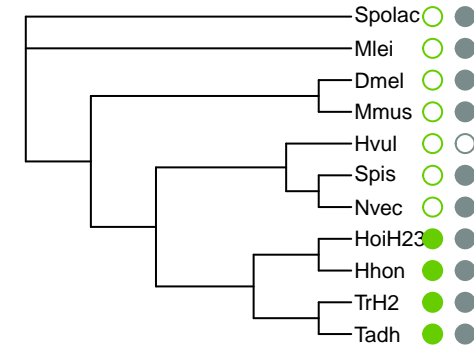 Spolac
Mlei
Dmel
Mmus
Hvul
Spis
Nvec
HoiH23
Hhon
TrH2
Tadh